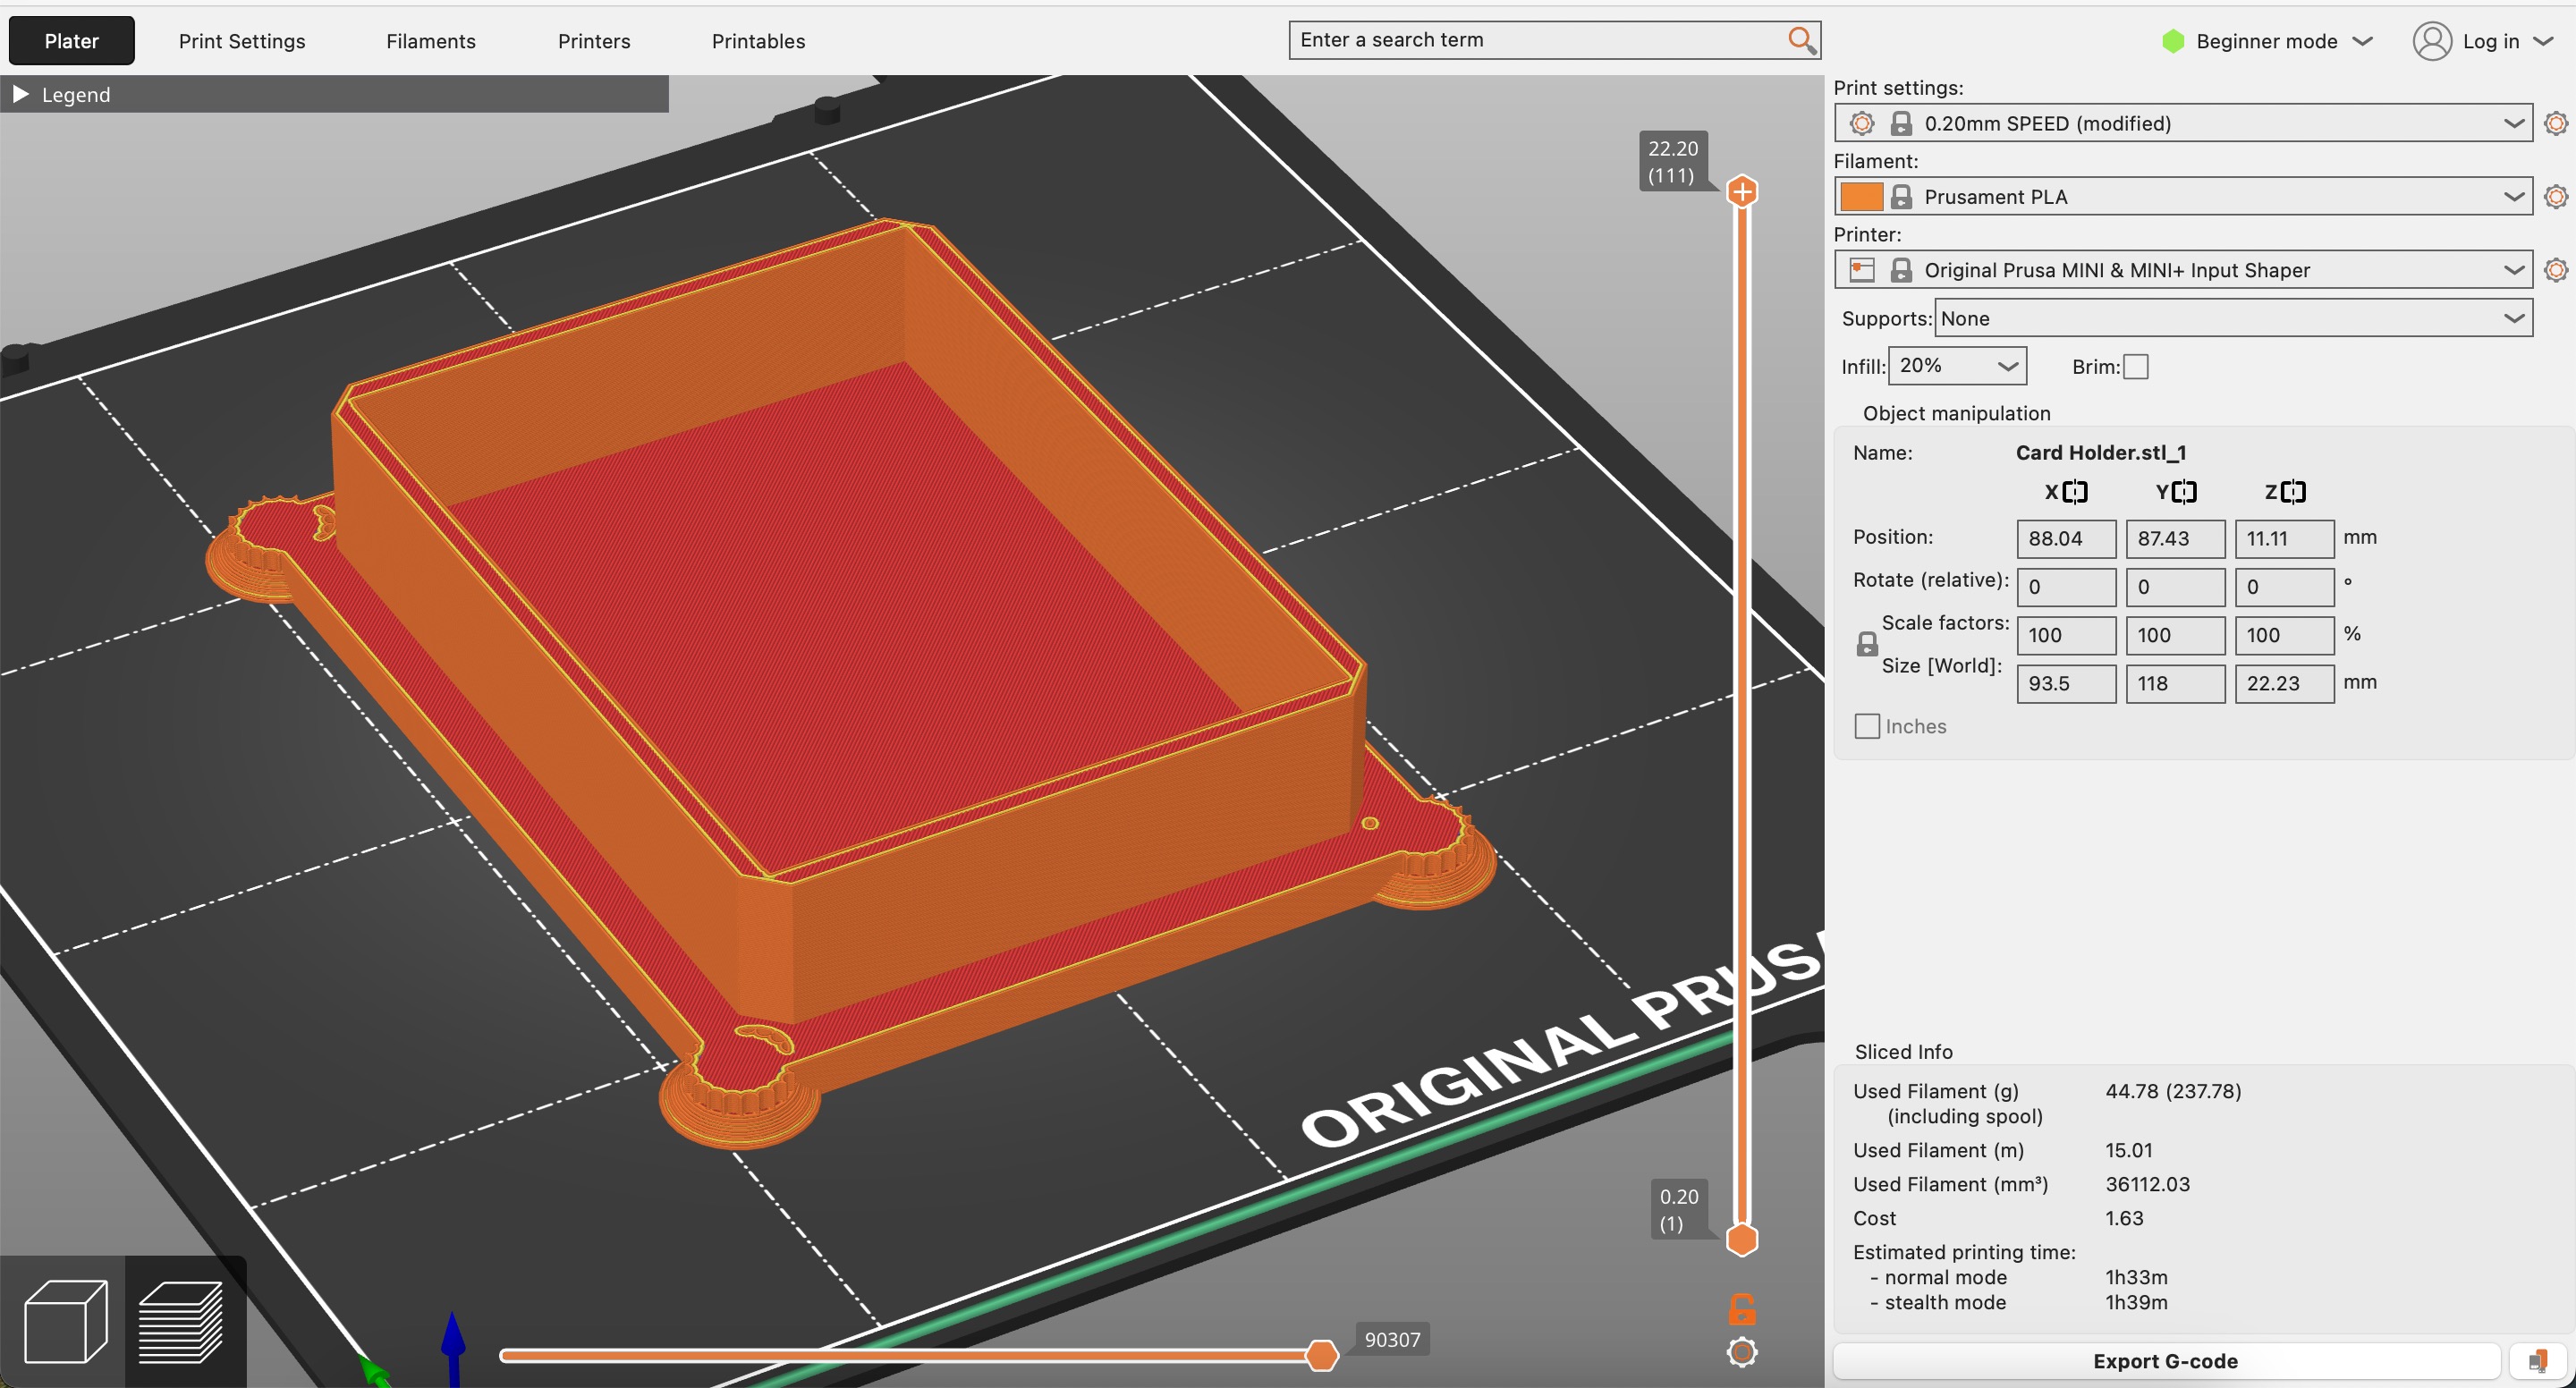 Plater Print Settings Filaments Printers Printables Enter a search term Beginner mode Log in
Legend
22.20
(111)
0.20
(1)
90307
ORIGINAL PRUSA
Print settings:
0.20mm SPEED (modified)
Filament:
Prusament PLA
Printer:
Original Prusa MINI & MINI+ Input Shaper
Supports: None
Infill: 20% Brim:
Object manipulation
Name: Card Holder.stl_1
X Y Z
Position: 88.04 87.43 11.11 mm
Rotate (relative): 0 0 0 °
Scale factors: 100 100 100 %
Size [World]: 93.5 118 22.23 mm
Inches
Sliced Info
Used Filament (g) 44.78 (237.78)
(including spool)
Used Filament (m) 15.01
Used Filament (mm³) 36112.03
Cost 1.63
Estimated printing time:
- normal mode 1h33m
- stealth mode 1h39m
Export G-code